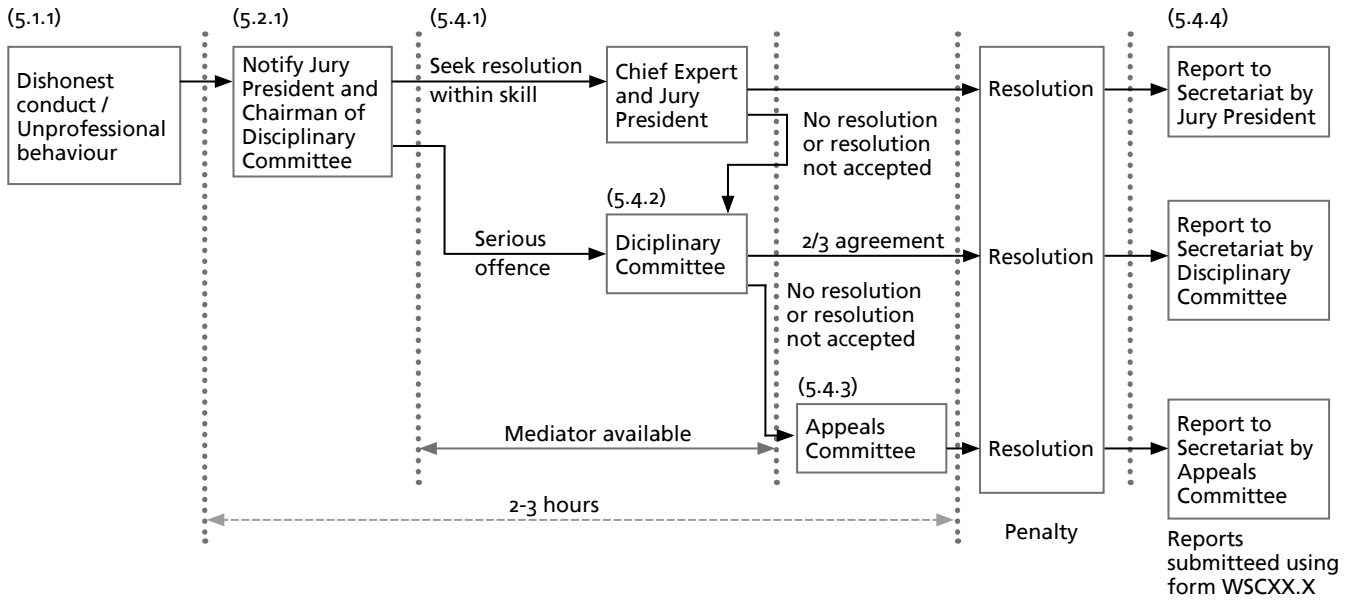 (5.1.1)
Dishonest
conduct /
Unprofessional
behaviour
(5.2.1)
Notify Jury
President and
Chairman of
Disciplinary
Committee
(5.4.1)
Seek resolution
within skill
Chief Expert
and Jury
President
No resolution
or resolution
not accepted
Resolution
(5.4.4)
Report to
Secretariat by
Jury President
Serious
offence
(5.4.2)
Diciplinary
Committee
2/3 agreement
Resolution
Report to
Secretariat by
Disciplinary
Committee
No resolution
or resolution
not accepted
(5.4.3)
Appeals
Committee
Resolution
Report to
Secretariat by
Appeals
Committee
Mediator available
2-3 hours
Penalty
Reports
submitteed using
form WSCXX.X